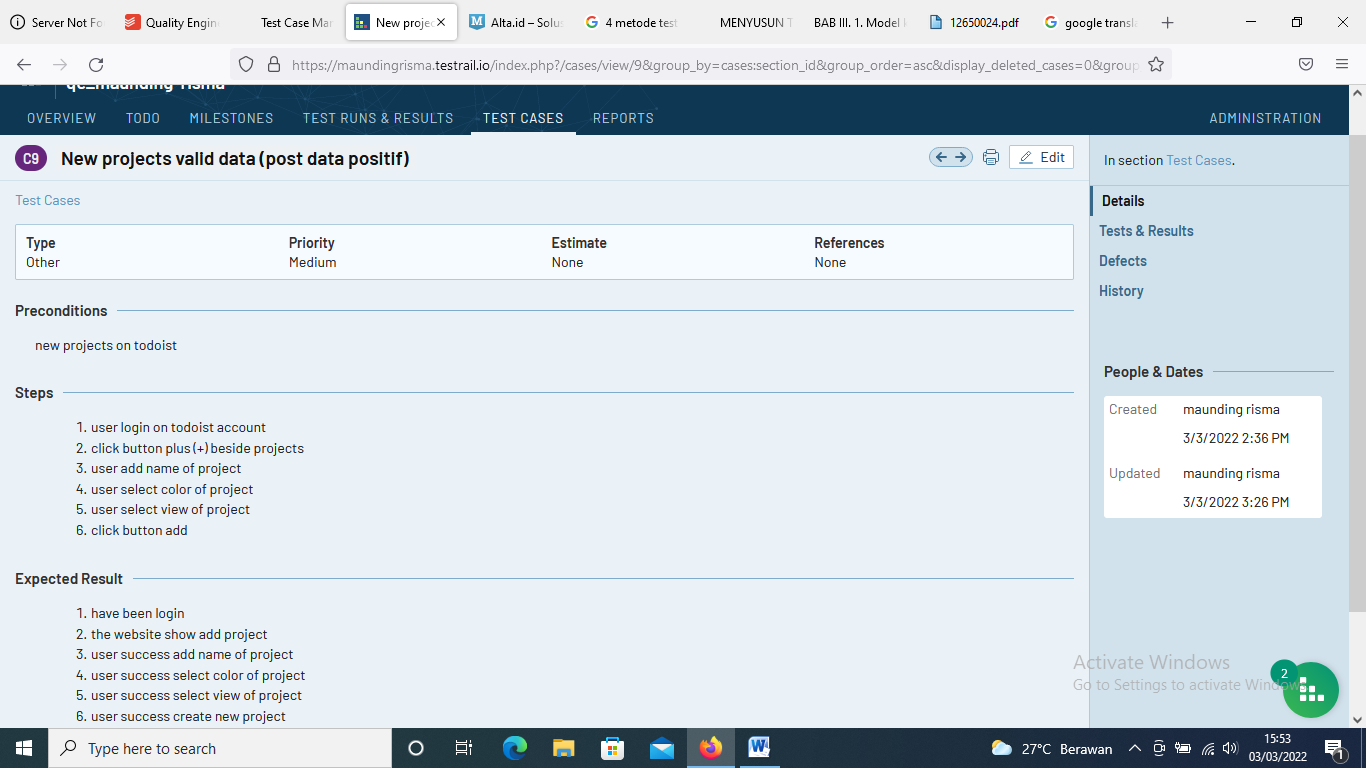 Server Not Fo
Quality Engin
Test Case Mar
New projec
Alta.id – Solus
4 metode test
MENYUSUN T
BAB III. 1. Model
12650024.pdf
google transla
https://maundingrisma.testrail.io/index.php?/cases/view/9&group_by=cases:section_id&group_order=asc&display_deleted_cases=0&group
qe_maunding risma
OVERVIEW TODO MILESTONES TEST RUNS & RESULTS TEST CASES REPORTS ADMINISTRATION
C9 New projects valid data (post data positif)
Edit
In section Test Cases.
Test Cases
Details
Tests & Results
Defects
History
Type Priority Estimate References
Other Medium None None
Preconditions
new projects on todoist
Steps
1. user login on todoist account
2. click button plus (+) beside projects
3. user add name of project
4. user select color of project
5. user select view of project
6. click button add
Expected Result
1. have been login
2. the website show add project
3. user success add name of project
4. user success select color of project
5. user success select view of project
6. user success create new project
People & Dates
Created maunding risma
3/3/2022 2:36 PM
Updated maunding risma
3/3/2022 3:26 PM
Activate Windows
Go to Settings to activate Windows.
2
Type here to search
27°C Berawan
15:53
03/03/2022
1